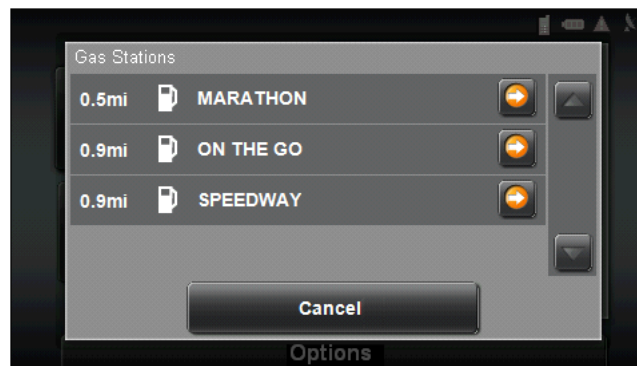 Gas Stations
0.5mi MARATHON
0.9mi ON THE GO
0.9mi SPEEDWAY
Cancel
Options